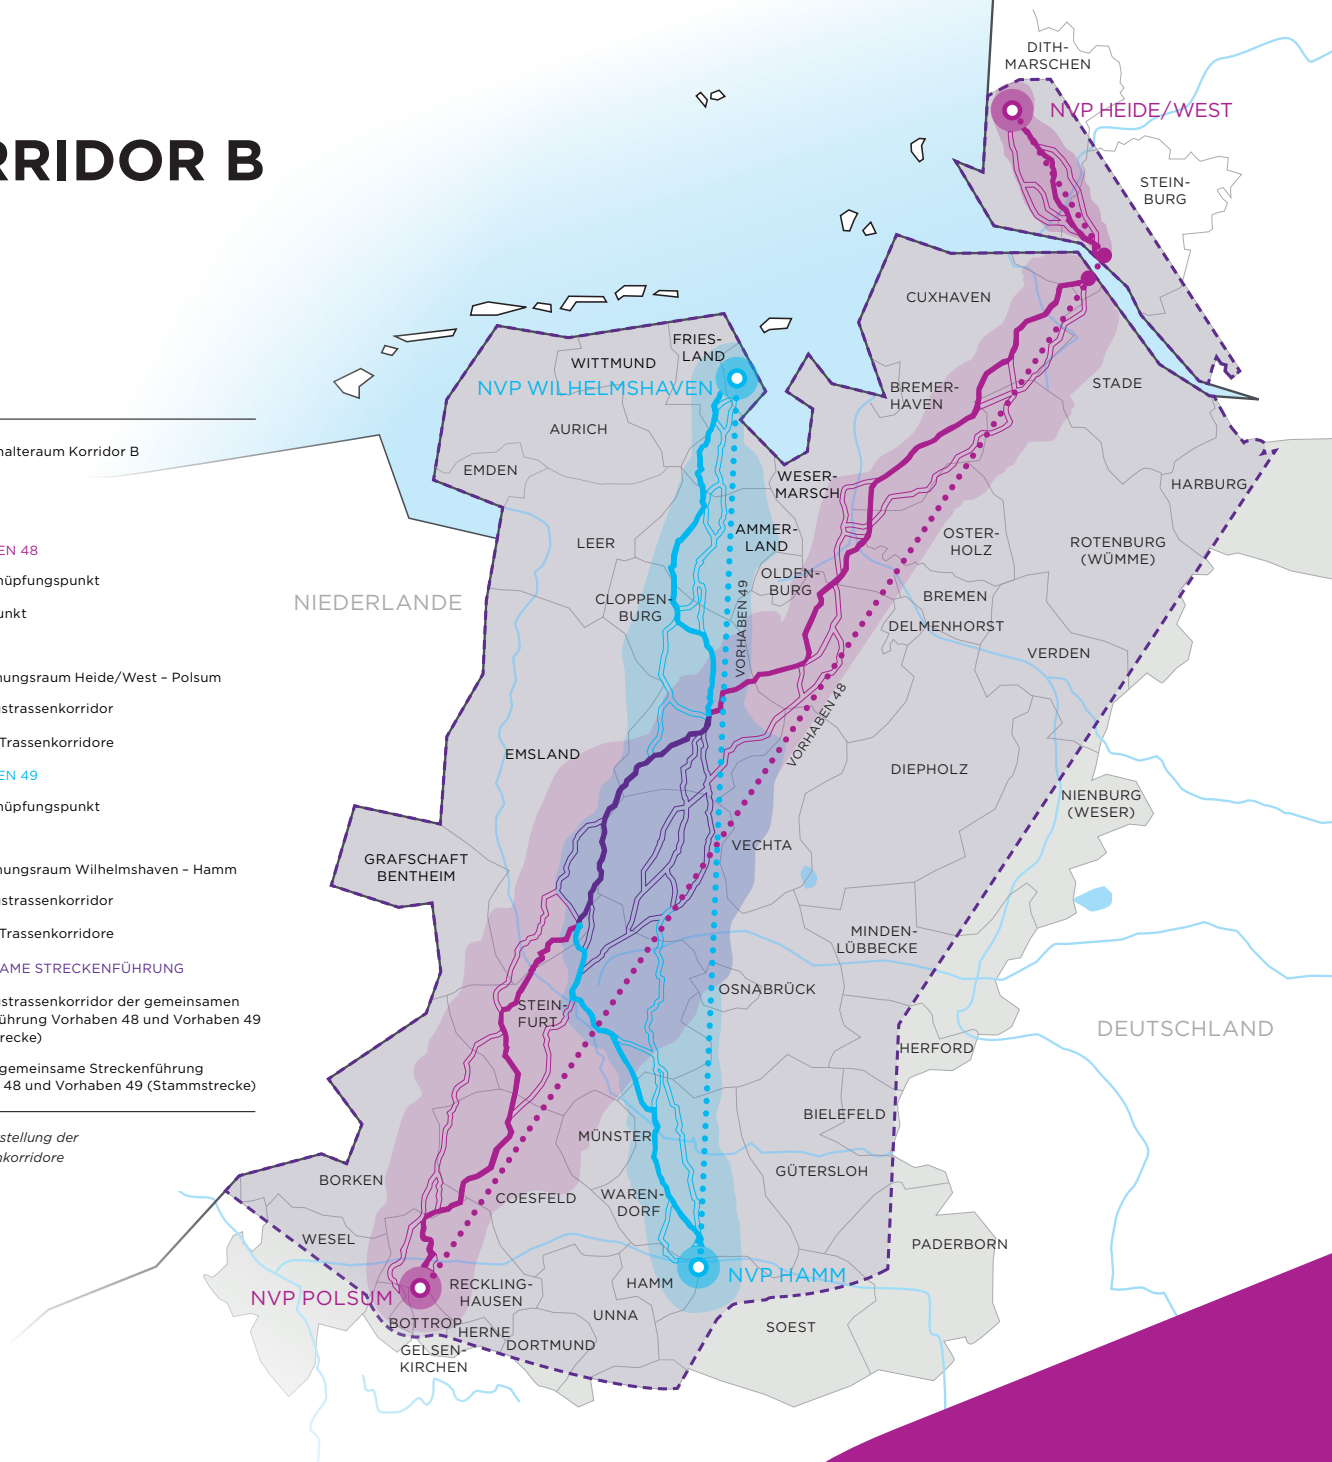 RRIDOR B
nalteraum Korridor B
EN 48
nüpfungspunkt
unkt
nungsraum Heide/West – Polsum
strassenkorridor
Trassenkorridore
EN 49
nüpfungspunkt
nungsraum Wilhelmshaven – Hamm
strassenkorridor
Trassenkorridore
AME STRECKENFÜHRUNG
strassenkorridor der gemeinsamen
führung Vorhaben 48 und Vorhaben 49
recke)
gemeinsame Streckenführung
48 und Vorhaben 49 (Stammstrecke)
rstellung der
nkorridore
DITH-
MARSCHEN
NVP HEIDE/WEST
STEIN-
BURG
CUXHAVEN
FRIES-
LAND
WITTMUND
NVP WILHELMSHAVEN
STADE
BREMER-
HAVEN
AURICH
EMDEN
WESER-
MARSCH
HARBURG
AMMER-
LAND
LEER
OSTER-
HOLZ
ROTENBURG
(WÜMME)
OLDEN-
BURG
CLOPPEN-
BURG
NIEDERLANDE
BREMEN
DELMENHORST
VORHABEN 49
VERDEN
VORHABEN 48
EMSLAND
DIEPHOLZ
NIENBURG
(WESER)
VECHTA
GRAFSCHAFT
BENTHEIM
MINDEN-
LÜBBECKE
OSNABRÜCK
STEIN-
FURT
DEUTSCHLAND
HERFORD
BIELEFELD
MÜNSTER
GÜTERSLOH
BORKEN
COESFELD
WAREN-
DORF
WESEL
PADERBORN
NVP HAMM
HAMM
RECKLING-
HAUSEN
NVP POLSUM
UNNA
BOTTROP
HERNE
SOEST
DORTMUND
GELSEN-
KIRCHEN